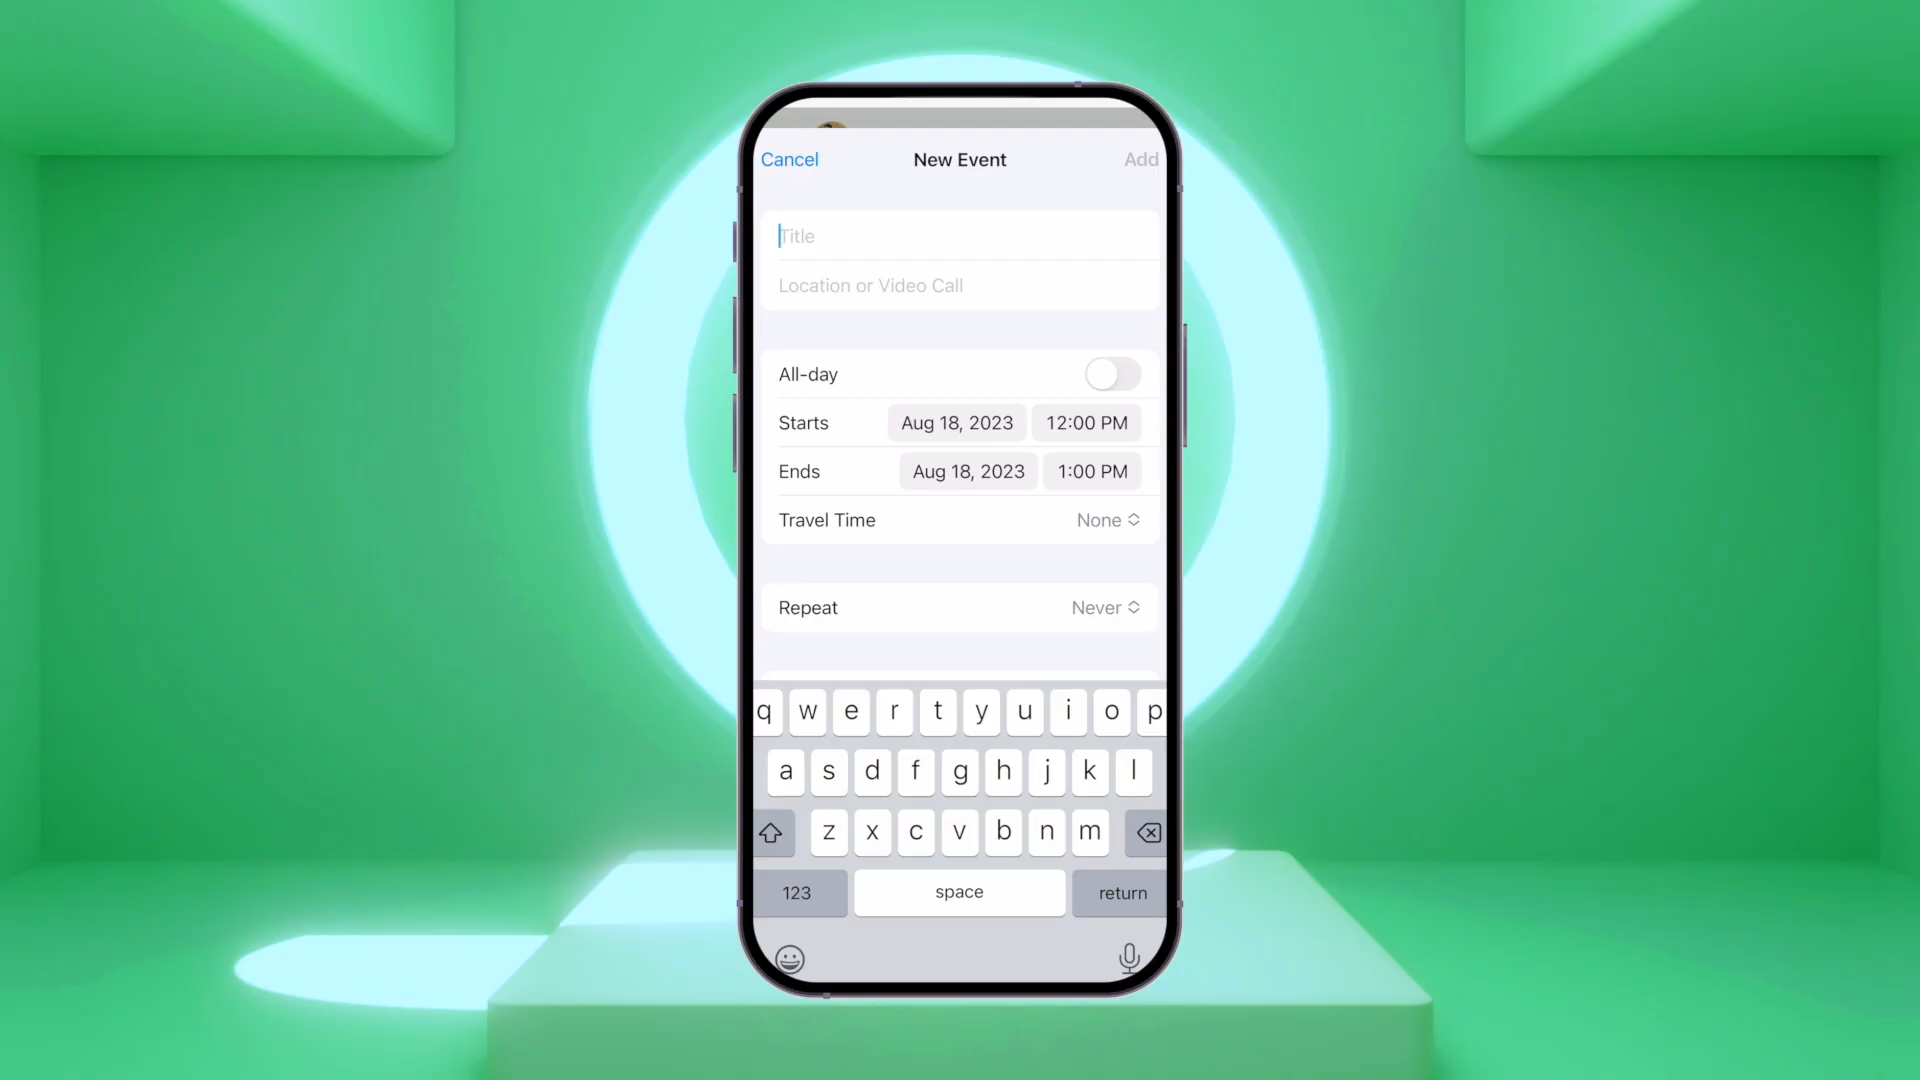 Cancel New Event Add
Title
Location or Video Call
All-day
Starts Aug 18, 2023 12:00 PM
Ends Aug 18, 2023 1:00 PM
Travel Time None
Repeat Never
q w e r t y u i o p
a s d f g h j k l
z x c v b n m
123 space return